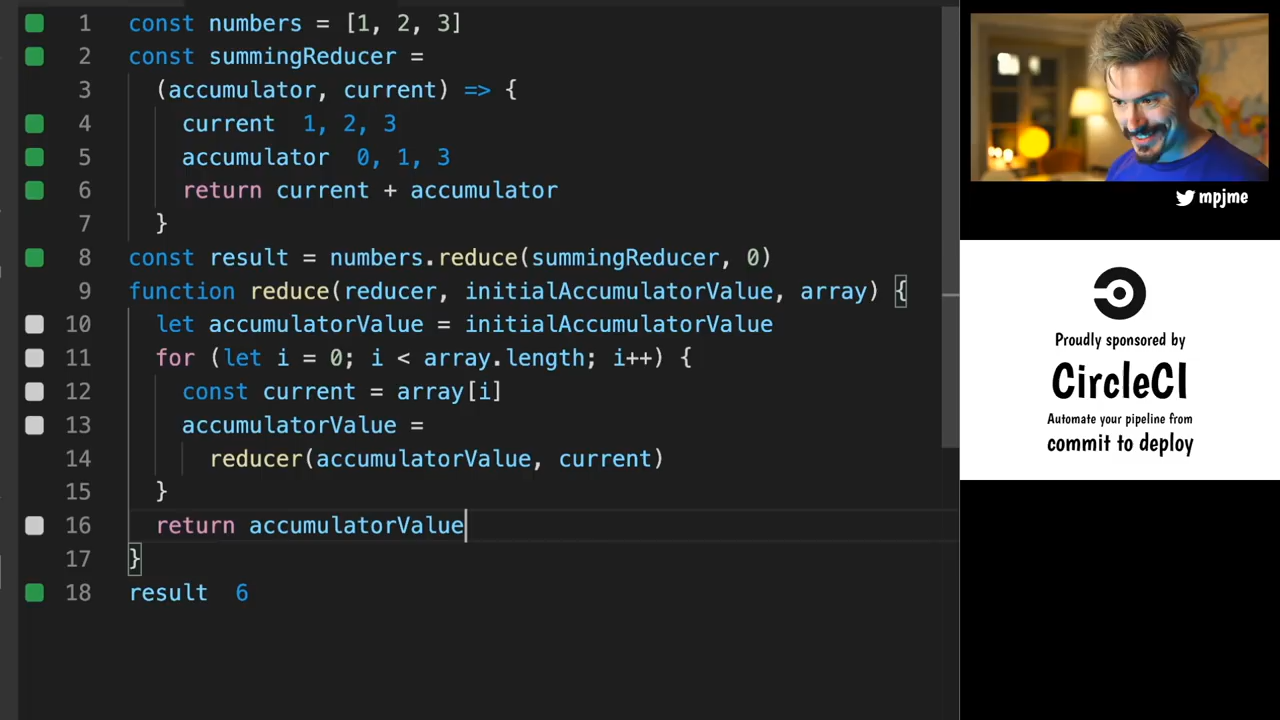 1 const numbers = [1, 2, 3]
2 const summingReducer =
3 (accumulator, current) => {
4 current 1, 2, 3
5 accumulator 0, 1, 3
6 return current + accumulator
7 }
8 const result = numbers.reduce(summingReducer, 0)
9 function reduce(reducer, initialAccumulatorValue, array) {
10 let accumulatorValue = initialAccumulatorValue
11 for (let i = 0; i < array.length; i++) {
12 const current = array[i]
13 accumulatorValue =
14 reducer(accumulatorValue, current)
15 }
16 return accumulatorValue
17 }
18 result 6
mpjme
Proudly sponsored by
CircleCI
Automate your pipeline from
commit to deploy